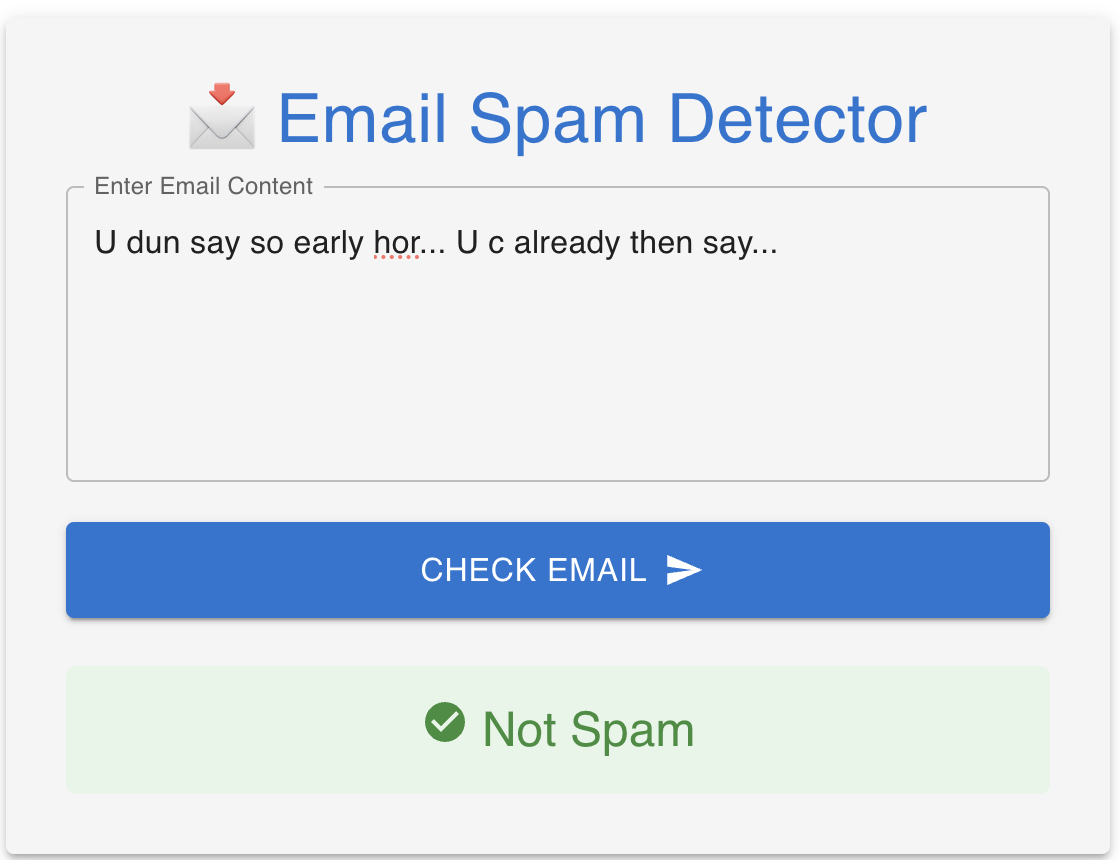 Email Spam Detector
Enter Email Content
U dun say so early hor... U c already then say...
CHECK EMAIL
Not Spam